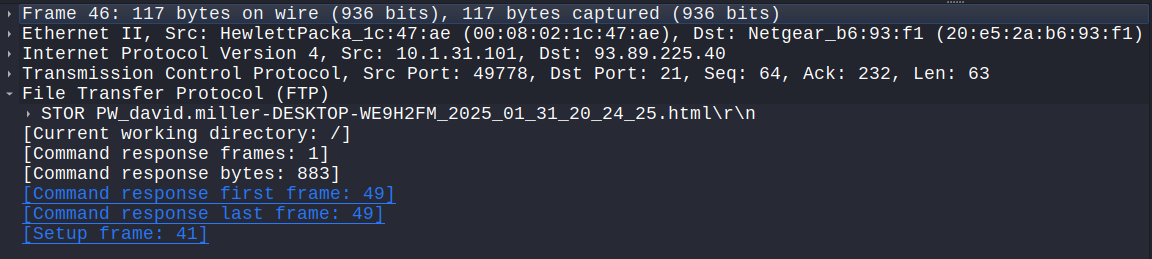 Frame 46: 117 bytes on wire (936 bits), 117 bytes captured (936 bits)
Ethernet II, Src: HewlettPacka_1c:47:ae (00:08:02:1c:47:ae), Dst: Netgear_b6:93:f1 (20:e5:2a:b6:93:f1)
Internet Protocol Version 4, Src: 10.1.31.101, Dst: 93.89.225.40
Transmission Control Protocol, Src Port: 49778, Dst Port: 21, Seq: 64, Ack: 232, Len: 63
File Transfer Protocol (FTP)
STOR PW_david.miller-DESKTOP-WE9H2FM_2025_01_31_20_24_25.html\r\n
[Current working directory: /]
[Command response frames: 1]
[Command response bytes: 883]
[Command response first frame: 49]
[Command response last frame: 49]
[Setup frame: 41]